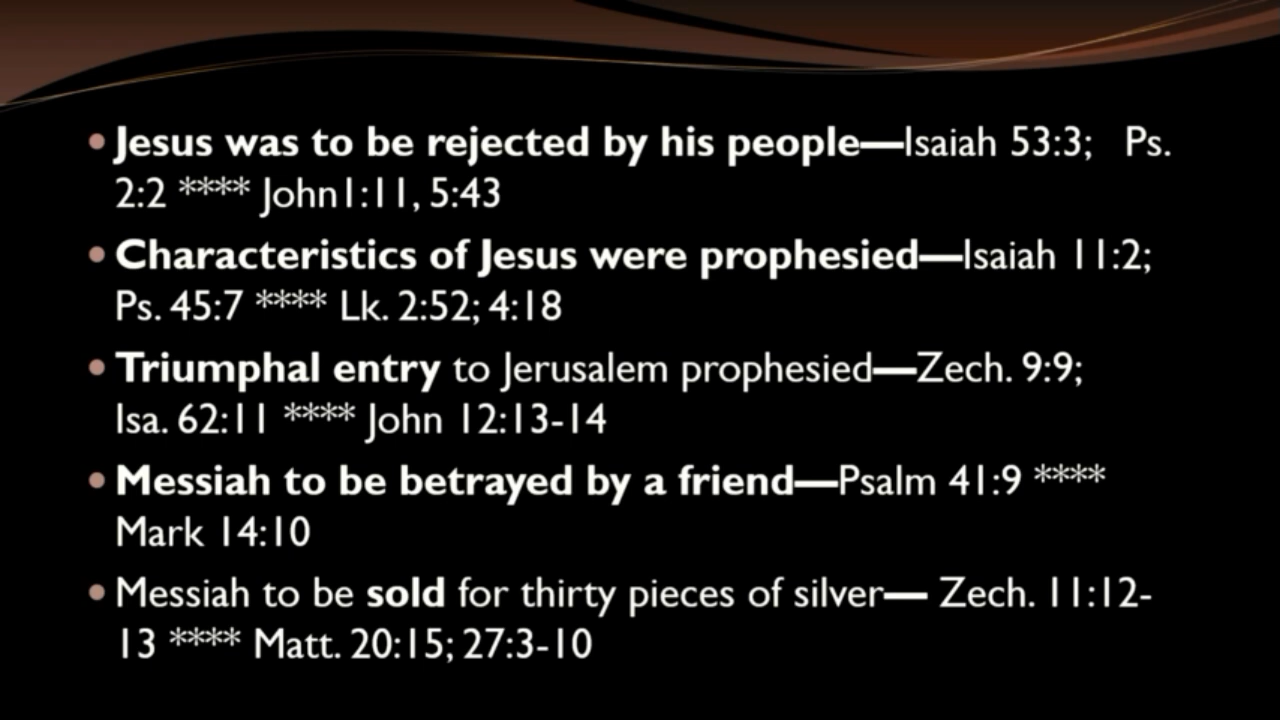 • Jesus was to be rejected by his people—Isaiah 53:3; Ps.
2:2 **** John1:11, 5:43
• Characteristics of Jesus were prophesied—Isaiah 11:2;
Ps. 45:7 **** Lk. 2:52; 4:18
• Triumphal entry to Jerusalem prophesied—Zech. 9:9;
Isa. 62:11 **** John 12:13-14
• Messiah to be betrayed by a friend—Psalm 41:9 ****
Mark 14:10
• Messiah to be sold for thirty pieces of silver— Zech. 11:12-
13 **** Matt. 20:15; 27:3-10